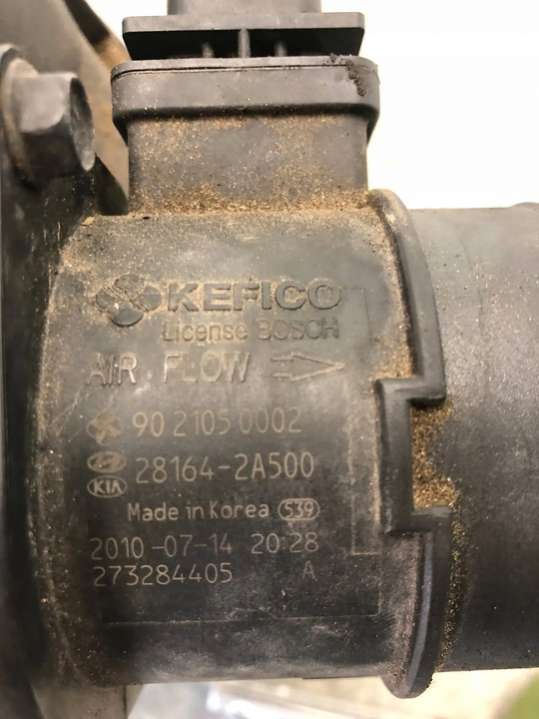 KEFICO
License BOSCH
AIR FLOW
90 2105 0002
28164-2A500
KIA
Made in Korea 539
2010-07-14 20:28
273284405 A